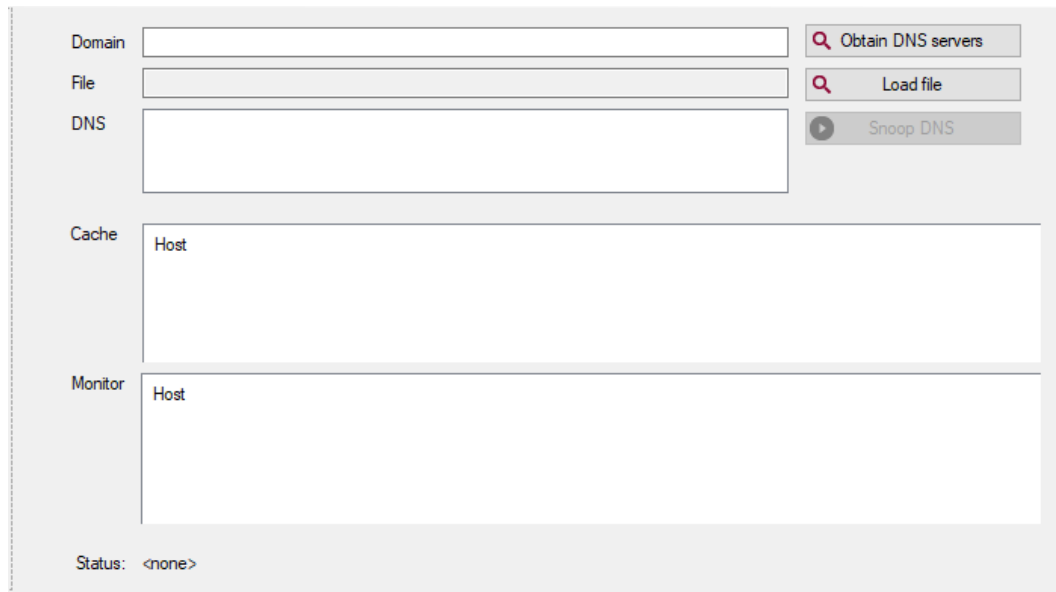 Domain
Obtain DNS servers
File
Load file
DNS
Snoop DNS
Cache
Host
Monitor
Host
Status: <none>